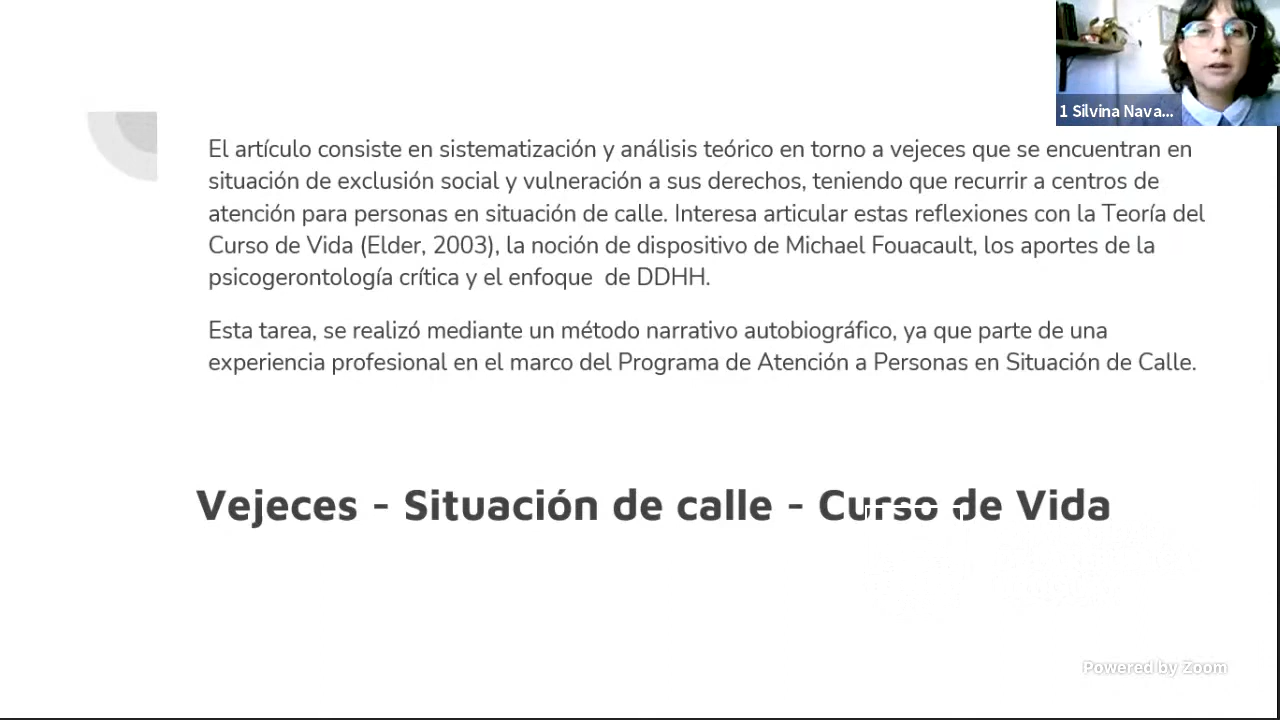 1 Silvina Nava...
El artículo consiste en sistematización y análisis teórico en torno a vejeces que se encuentran en
situación de exclusión social y vulneración a sus derechos, teniendo que recurrir a centros de
atención para personas en situación de calle. Interesa articular estas reflexiones con la Teoría del
Curso de Vida (Elder, 2003), la noción de dispositivo de Michael Fouacault, los aportes de la
psicogerontología crítica y el enfoque  de DDHH.
Esta tarea, se realizó mediante un método narrativo autobiográfico, ya que parte de una
experiencia profesional en el marco del Programa de Atención a Personas en Situación de Calle.
Vejeces - Situación de calle - Curso de Vida
Powered by Zoom